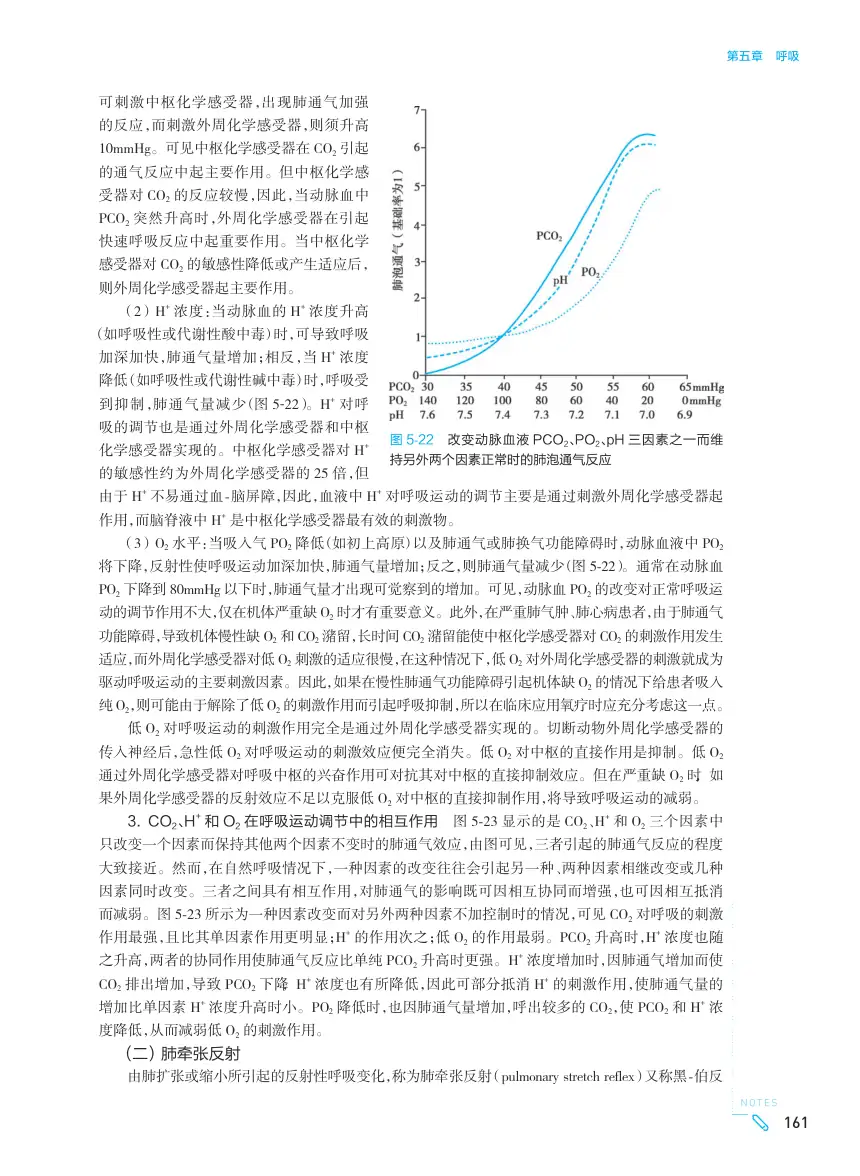 第五章　呼吸
可刺激中枢化学感受器,出现肺通气加强
的反应,而刺激外周化学感受器,则须升高
10mmHg。可见中枢化学感受器在 CO₂ 引起
的通气反应中起主要作用。但中枢化学感
受器对 CO₂ 的反应较慢,因此,当动脉血中
PCO₂ 突然升高时,外周化学感受器在引起
快速呼吸反应中起重要作用。当中枢化学
感受器对 CO₂ 的敏感性降低或产生适应后,
则外周化学感受器起主要作用。
（2）H⁺ 浓度:当动脉血的 H⁺ 浓度升高
（如呼吸性或代谢性酸中毒）时,可导致呼吸
加深加快,肺通气量增加;相反,当 H⁺ 浓度
降低（如呼吸性或代谢性碱中毒）时,呼吸受
到抑制,肺通气量减少（图 5-22）。H⁺ 对呼
吸的调节也是通过外周化学感受器和中枢
化学感受器实现的。中枢化学感受器对 H⁺
的敏感性约为外周化学感受器的 25 倍,但
肺泡通气（基础率为1）
7
6
5
4
3
2
1
0
PCO₂
pH
PO₂
PCO₂ 30 35 40 45 50 55 60 65mmHg
PO₂ 140 120 100 80 60 40 20 0mmHg
pH 7.6 7.5 7.4 7.3 7.2 7.1 7.0 6.9
图 5-22　改变动脉血液 PCO₂、PO₂、pH 三因素之一而维
持另外两个因素正常时的肺泡通气反应
由于 H⁺ 不易通过血-脑屏障,因此,血液中 H⁺ 对呼吸运动的调节主要是通过刺激外周化学感受器起
作用,而脑脊液中 H⁺ 是中枢化学感受器最有效的刺激物。
（3）O₂ 水平:当吸入气 PO₂ 降低（如初上高原）以及肺通气或肺换气功能障碍时,动脉血液中 PO₂
将下降,反射性使呼吸运动加深加快,肺通气量增加;反之,则肺通气量减少（图 5-22）。通常在动脉血
PO₂ 下降到 80mmHg 以下时,肺通气量才出现可觉察到的增加。可见,动脉血 PO₂ 的改变对正常呼吸运
动的调节作用不大,仅在机体严重缺 O₂ 时才有重要意义。此外,在严重肺气肿、肺心病患者,由于肺通气
功能障碍,导致机体慢性缺 O₂ 和 CO₂ 潴留,长时间 CO₂ 潴留能使中枢化学感受器对 CO₂ 的刺激作用发生
适应,而外周化学感受器对低 O₂ 刺激的适应很慢,在这种情况下,低 O₂ 对外周化学感受器的刺激就成为
驱动呼吸运动的主要刺激因素。因此,如果在慢性肺通气功能障碍引起机体缺 O₂ 的情况下给患者吸入
纯 O₂,则可能由于解除了低 O₂ 的刺激作用而引起呼吸抑制,所以在临床应用氧疗时应充分考虑这一点。
低 O₂ 对呼吸运动的刺激作用完全是通过外周化学感受器实现的。切断动物外周化学感受器的
传入神经后,急性低 O₂ 对呼吸运动的刺激效应便完全消失。低 O₂ 对中枢的直接作用是抑制。低 O₂
通过外周化学感受器对呼吸中枢的兴奋作用可对抗其对中枢的直接抑制效应。但在严重缺 O₂ 时 如
果外周化学感受器的反射效应不足以克服低 O₂ 对中枢的直接抑制作用,将导致呼吸运动的减弱。
3. CO₂、H⁺ 和 O₂ 在呼吸运动调节中的相互作用　图 5-23 显示的是 CO₂、H⁺ 和 O₂ 三个因素中
只改变一个因素而保持其他两个因素不变时的肺通气效应,由图可见,三者引起的肺通气反应的程度
大致接近。然而,在自然呼吸情况下,一种因素的改变往往会引起另一种、两种因素相继改变或几种
因素同时改变。三者之间具有相互作用,对肺通气的影响既可因相互协同而增强,也可因相互抵消
而减弱。图 5-23 所示为一种因素改变而对另外两种因素不加控制时的情况,可见 CO₂ 对呼吸的刺激
作用最强,且比其单因素作用更明显;H⁺ 的作用次之;低 O₂ 的作用最弱。PCO₂ 升高时,H⁺ 浓度也随
之升高,两者的协同作用使肺通气反应比单纯 PCO₂ 升高时更强。H⁺ 浓度增加时,因肺通气增加而使
CO₂ 排出增加,导致 PCO₂ 下降 H⁺ 浓度也有所降低,因此可部分抵消 H⁺ 的刺激作用,使肺通气量的
增加比单因素 H⁺ 浓度升高时小。PO₂ 降低时,也因肺通气量增加,呼出较多的 CO₂,使 PCO₂ 和 H⁺ 浓
度降低,从而减弱低 O₂ 的刺激作用。
（二）肺牵张反射
由肺扩张或缩小所引起的反射性呼吸变化,称为肺牵张反射（pulmonary stretch reflex）又称黑-伯反
NOTES
161